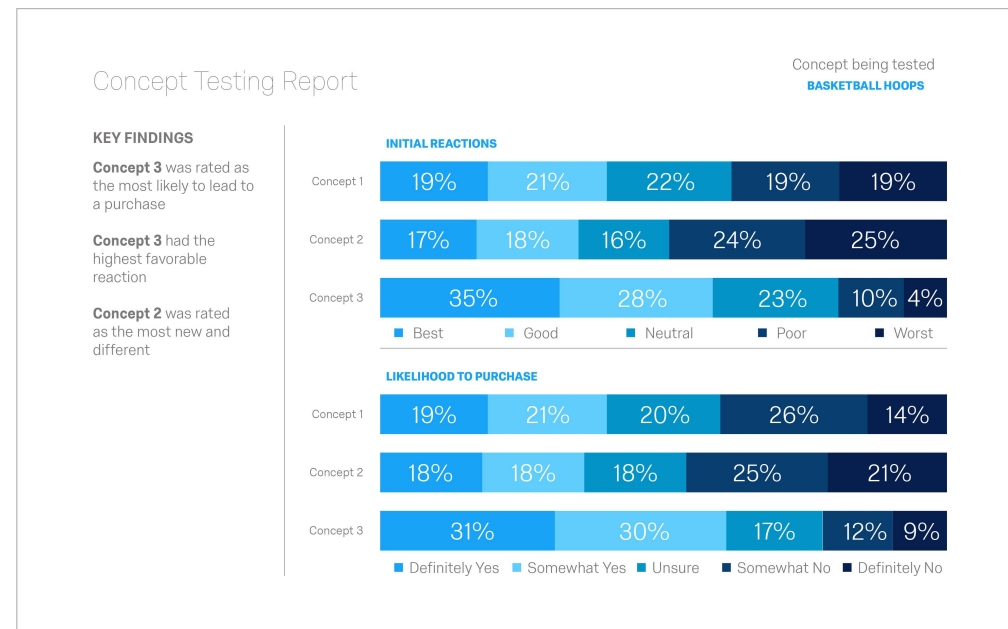 Concept Testing Report
Concept being tested
BASKETBALL HOOPS
KEY FINDINGS
Concept 3 was rated as
the most likely to lead to
a purchase
Concept 3 had the
highest favorable
reaction
Concept 2 was rated
as the most new and
different
INITIAL REACTIONS
Concept 1 19% 21% 22% 19% 19%
Concept 2 17% 18% 16% 24% 25%
Concept 3 35% 28% 23% 10% 4%
Best Good Neutral Poor Worst
LIKELIHOOD TO PURCHASE
Concept 1 19% 21% 20% 26% 14%
Concept 2 18% 18% 18% 25% 21%
Concept 3 31% 30% 17% 12% 9%
Definitely Yes Somewhat Yes Unsure Somewhat No Definitely No